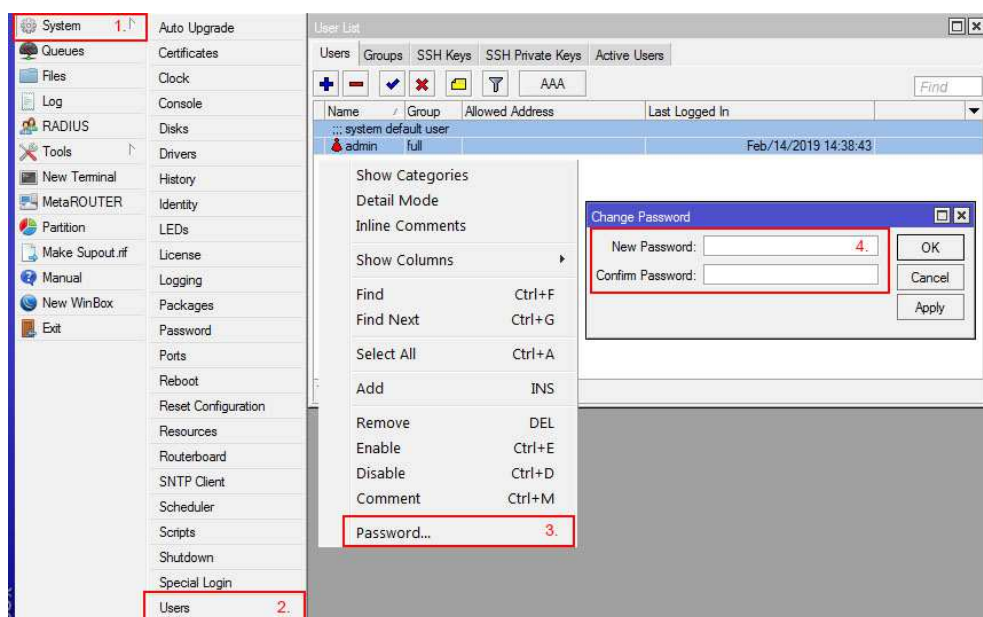 System 1.
Queues
Files
Log
RADIUS
Tools
New Terminal
MetaROUTER
Partition
Make Supout.rif
Manual
New WinBox
Exit
Auto Upgrade
Certificates
Clock
Console
Disks
Drivers
History
Identity
LEDs
License
Logging
Packages
Password
Ports
Reboot
Reset Configuration
Resources
Routerboard
SNTP Client
Scheduler
Scripts
Shutdown
Special Login
Users 2.
User List
Users Groups SSH Keys SSH Private Keys Active Users
AAA Find
Name / Group Allowed Address Last Logged In
;;; system default user
admin full Feb/14/2019 14:38:43
Show Categories
Detail Mode
Inline Comments
Show Columns
Find Ctrl+F
Find Next Ctrl+G
Select All Ctrl+A
Add INS
Remove DEL
Enable Ctrl+E
Disable Ctrl+D
Comment Ctrl+M
Password... 3.
Change Password
New Password: 4.
Confirm Password:
OK
Cancel
Apply